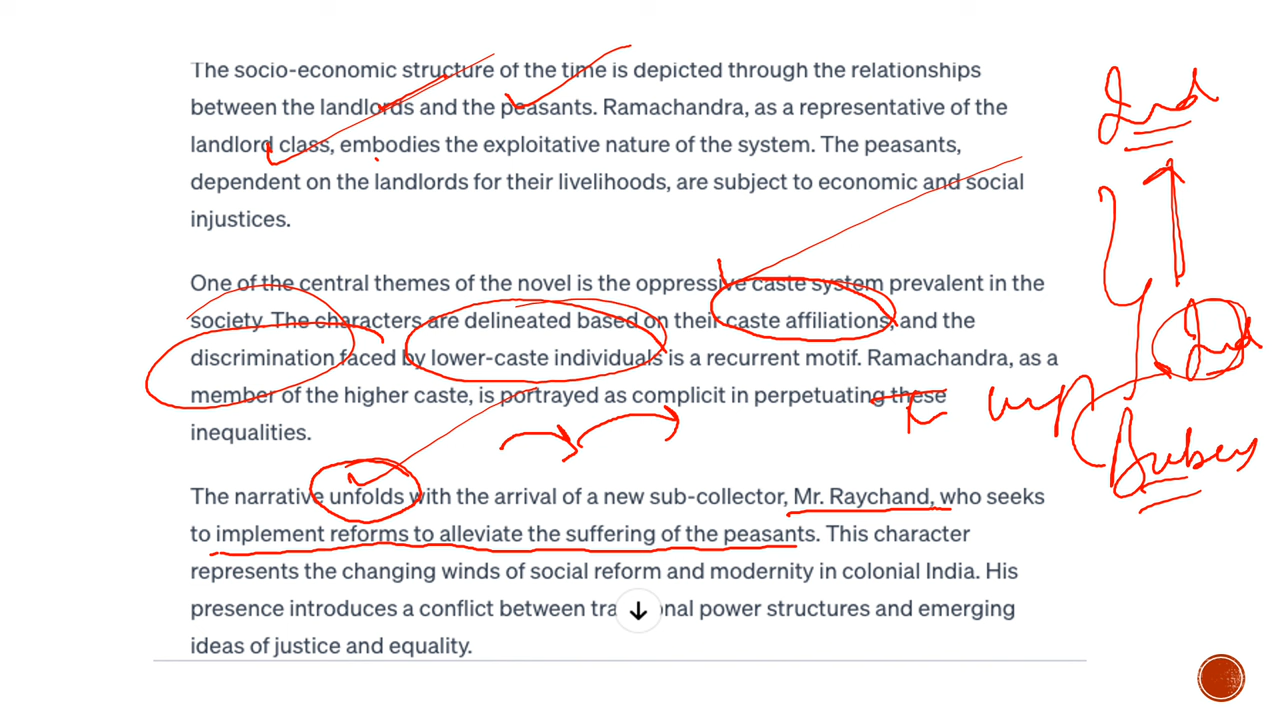 The socio-economic structure of the time is depicted through the relationships
between the landlords and the peasants. Ramachandra, as a representative of the
landlord class, embodies the exploitative nature of the system. The peasants,
dependent on the landlords for their livelihoods, are subject to economic and social
injustices.
One of the central themes of the novel is the oppressive caste system prevalent in the
society. The characters are delineated based on their caste affiliations, and the
discrimination faced by lower-caste individuals is a recurrent motif. Ramachandra, as a
member of the higher caste, is portrayed as complicit in perpetuating these
inequalities.
The narrative unfolds with the arrival of a new sub-collector, Mr. Raychand, who seeks
to implement reforms to alleviate the suffering of the peasants. This character
represents the changing winds of social reform and modernity in colonial India. His
presence introduces a conflict between power structures and emerging
ideas of justice and equality.